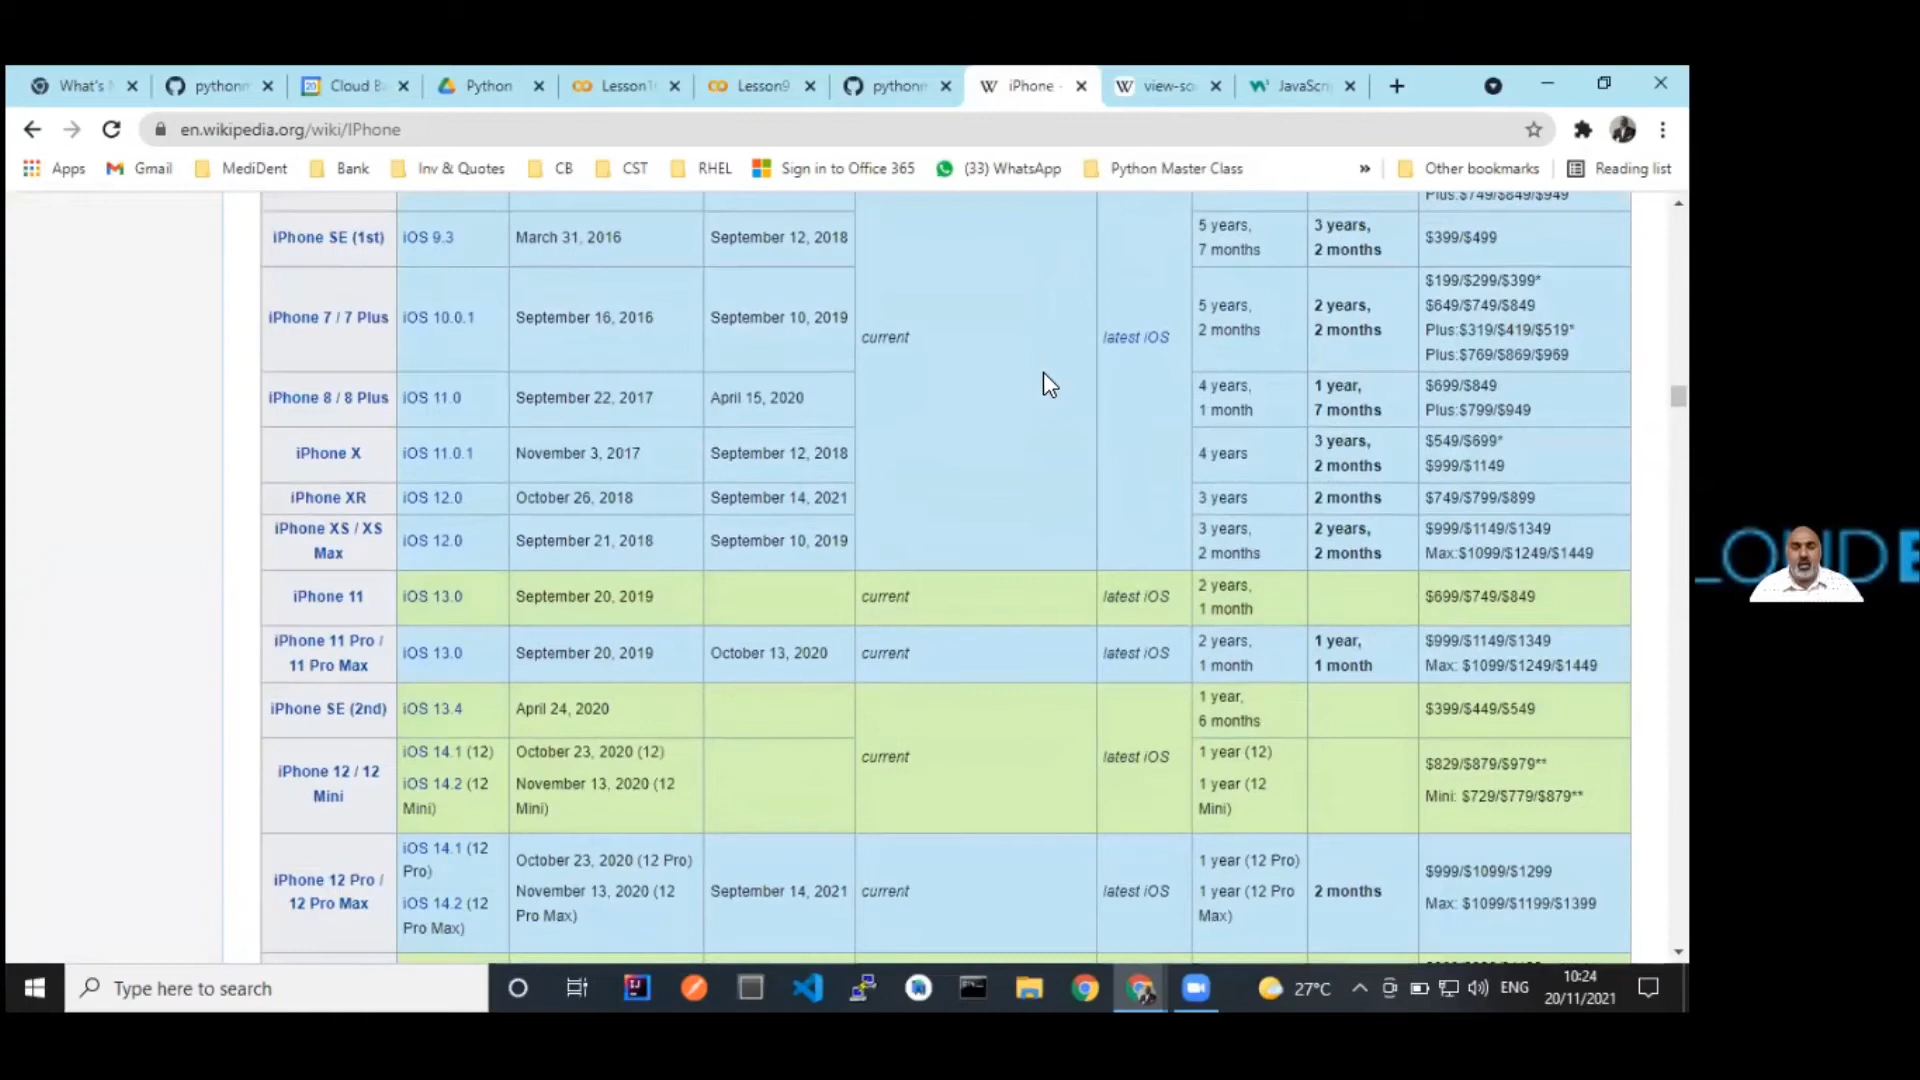 What's
pythonm
Cloud B
Python
Lesson1
Lesson9
pythonm
iPhone -
view-so
JavaScri
en.wikipedia.org/wiki/IPhone
Apps
Gmail
MediDent
Bank
Inv & Quotes
CB
CST
RHEL
Sign in to Office 365
(33) WhatsApp
Python Master Class
»
Other bookmarks
Reading list
Plus:$749/$849/$949
iPhone SE (1st)
iOS 9.3
March 31, 2016
September 12, 2018
5 years,
7 months
3 years,
2 months
$399/$499
iPhone 7 / 7 Plus
iOS 10.0.1
September 16, 2016
September 10, 2019
current
latest iOS
5 years,
2 months
2 years,
2 months
$199/$299/$399*
$649/$749/$849
Plus:$319/$419/$519*
Plus:$769/$869/$969
iPhone 8 / 8 Plus
iOS 11.0
September 22, 2017
April 15, 2020
4 years,
1 month
1 year,
7 months
$699/$849
Plus:$799/$949
iPhone X
iOS 11.0.1
November 3, 2017
September 12, 2018
4 years
3 years,
2 months
$549/$699*
$999/$1149
iPhone XR
iOS 12.0
October 26, 2018
September 14, 2021
3 years
2 months
$749/$799/$899
iPhone XS / XS
Max
iOS 12.0
September 21, 2018
September 10, 2019
3 years,
2 months
2 years,
2 months
$999/$1149/$1349
Max:$1099/$1249/$1449
iPhone 11
iOS 13.0
September 20, 2019
current
latest iOS
2 years,
1 month
$699/$749/$849
iPhone 11 Pro /
11 Pro Max
iOS 13.0
September 20, 2019
October 13, 2020
current
latest iOS
2 years,
1 month
1 year,
1 month
$999/$1149/$1349
Max: $1099/$1249/$1449
iPhone SE (2nd)
iOS 13.4
April 24, 2020
1 year,
6 months
$399/$449/$549
iPhone 12 / 12
Mini
iOS 14.1 (12)
iOS 14.2 (12
Mini)
October 23, 2020 (12)
November 13, 2020 (12
Mini)
current
latest iOS
1 year (12)
1 year (12
Mini)
$829/$879/$979**
Mini: $729/$779/$879**
iPhone 12 Pro /
12 Pro Max
iOS 14.1 (12
Pro)
iOS 14.2 (12
Pro Max)
October 23, 2020 (12 Pro)
November 13, 2020 (12
Pro Max)
September 14, 2021
current
latest iOS
1 year (12 Pro)
1 year (12 Pro
Max)
2 months
$999/$1099/$1299
Max: $1099/$1199/$1399
LOUD B
Type here to search
27°C
ENG
10:24
20/11/2021